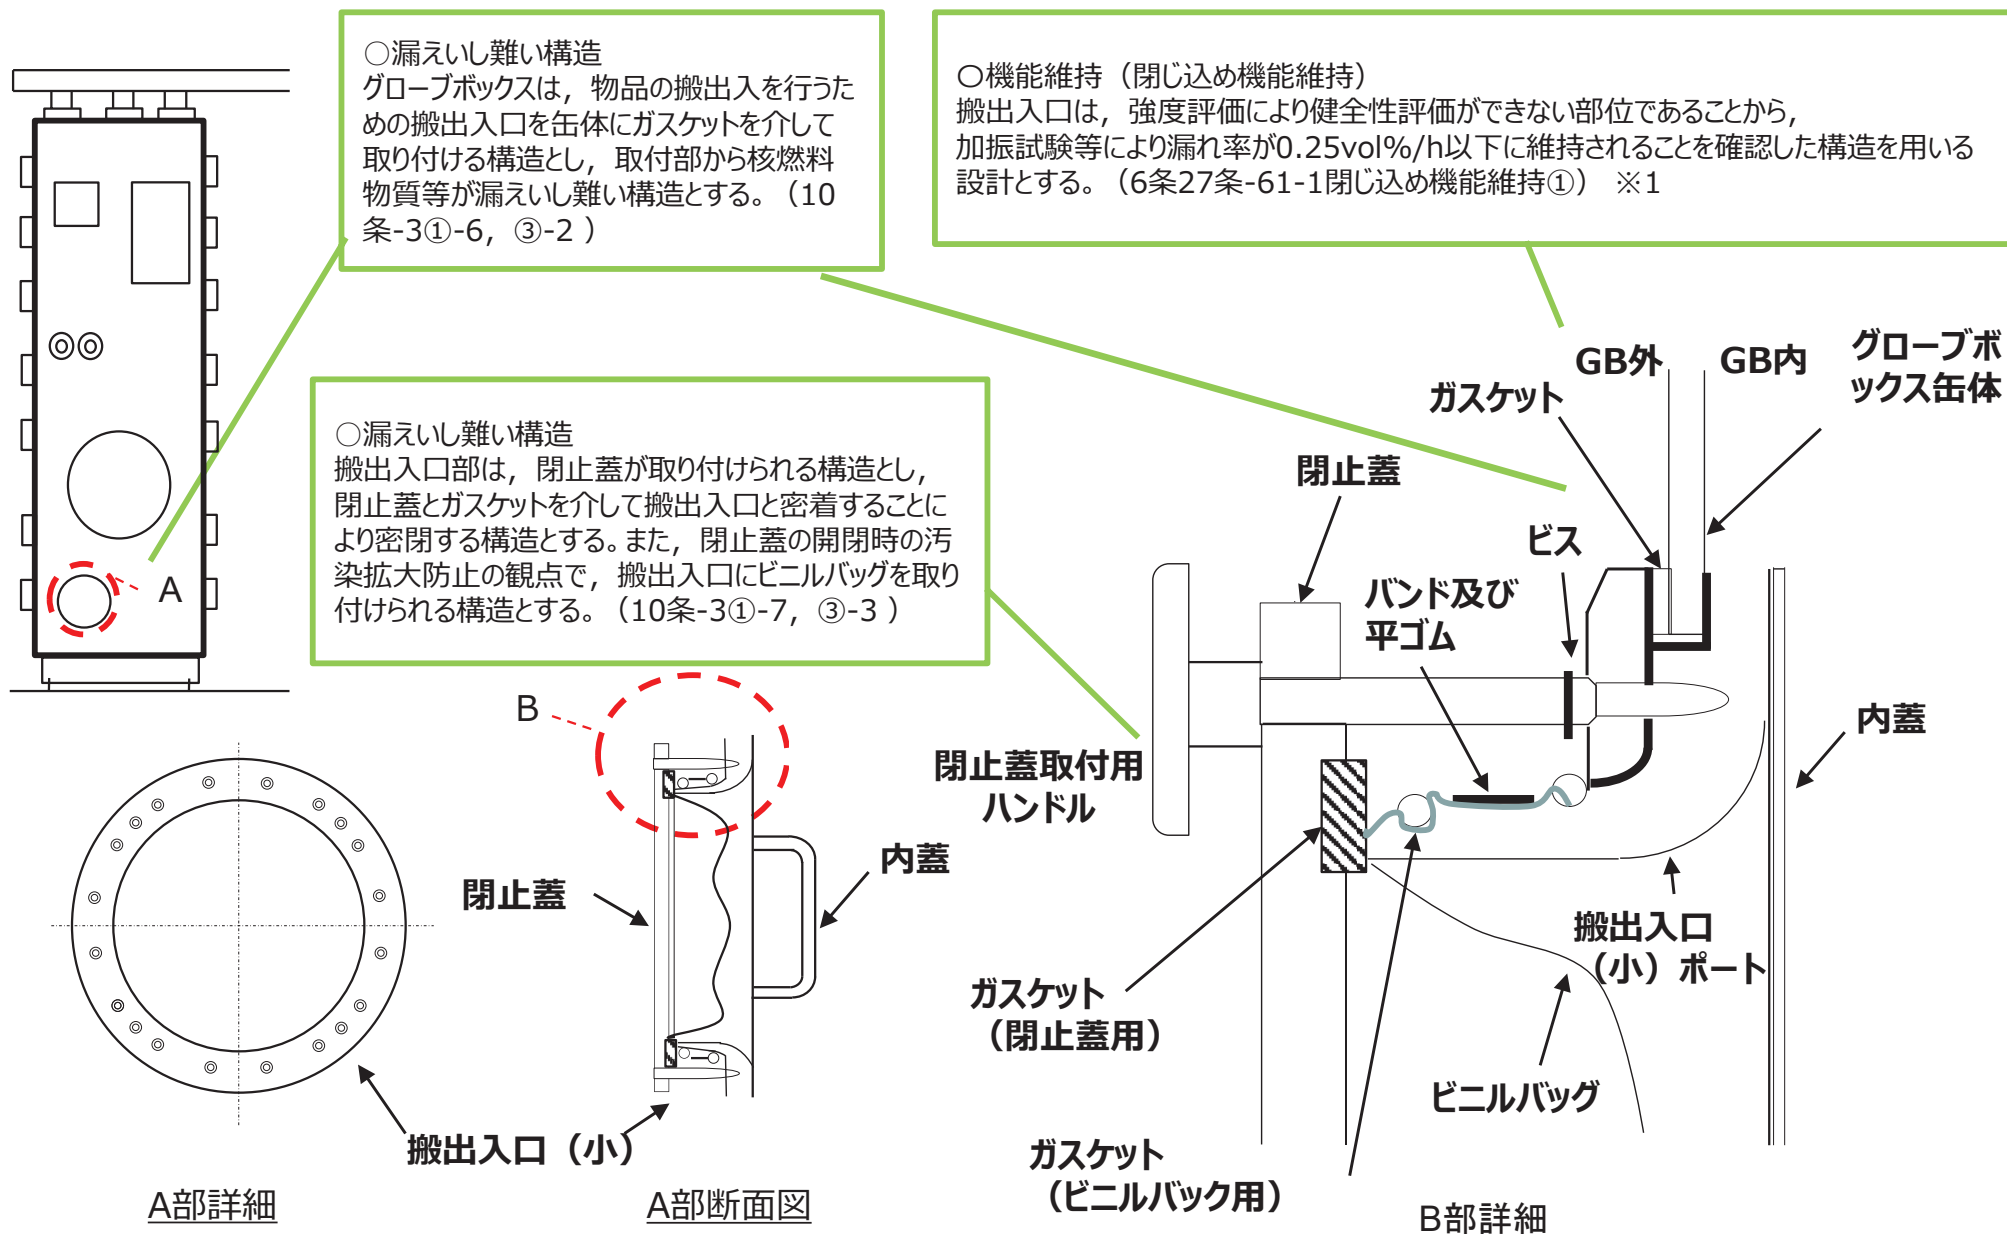 ○漏えいし難い構造
グローブボックスは，物品の搬出入を行うた
めの搬出入口を缶体にガスケットを介して
取り付ける構造とし，取付部から核燃料
物質等が漏えいし難い構造とする。（10
条-3①-6，③-2 ）
○機能維持（閉じ込め機能維持）
搬出入口は，強度評価により健全性評価ができない部位であることから，
加振試験等により漏れ率が0.25vol%/h以下に維持されることを確認した構造を用いる
設計とする。（6条27条-61-1閉じ込め機能維持①） ※1
○漏えいし難い構造
搬出入口部は，閉止蓋が取り付けられる構造とし，
閉止蓋とガスケットを介して搬出入口と密着することに
より密閉する構造とする。また，閉止蓋の開閉時の汚
染拡大防止の観点で，搬出入口にビニルバッグを取り
付けられる構造とする。（10条-3①-7，③-3 ）
A
B
閉止蓋
内蓋
搬出入口（小）
A部詳細
A部断面図
GB外
GB内
グローブボ
ックス缶体
ガスケット
閉止蓋
ビス
バンド及び
平ゴム
閉止蓋取付用
ハンドル
内蓋
搬出入口
（小）ポート
ガスケット
（閉止蓋用）
ビニルバッグ
ガスケット
（ビニルバック用）
B部詳細